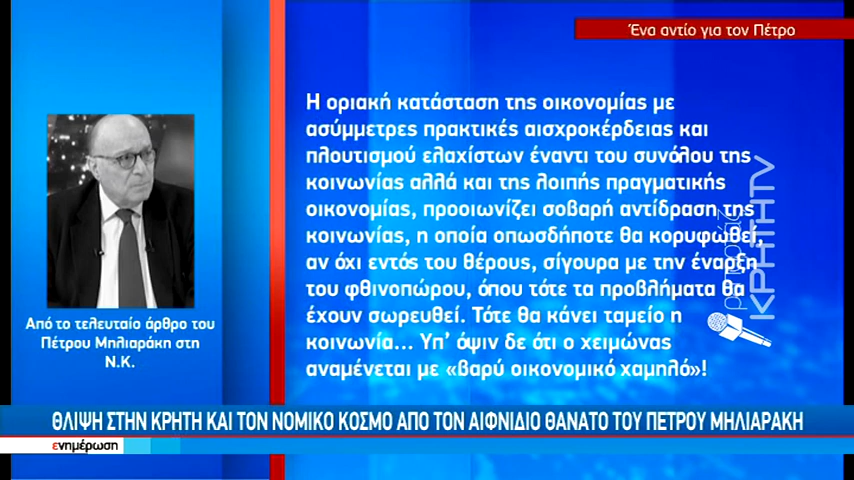 Ένα αντίο για τον Πέτρο
Η οριακή κατάσταση της οικονομίας με
ασύμμετρες πρακτικές αισχροκέρδειας και
πλουτισμού ελαχίστων έναντι του συνόλου της
κοινωνίας αλλά και της λοιπής πραγματικής
οικονομίας, προοιωνίζει σοβαρή αντίδραση της
κοινωνίας, η οποία οπωσδήποτε θα κορυφωθεί,
αν όχι εντός του θέρους, σίγουρα με την έναρξη
του φθινοπώρου, όπου τότε τα προβλήματα θα
έχουν σωρευθεί. Τότε θα κάνει ταμείο η
κοινωνία... Υπ’ όψιν δε ότι ο χειμώνας
αναμένεται με «βαρύ οικονομικό χαμηλό»!
Από το τελευταίο άρθρο του
Πέτρου Μηλιαράκη στη
Ν.Κ.
ΚΡΗΤΗTV
ΘΛΙΨΗ ΣΤΗΝ ΚΡΗΤΗ ΚΑΙ ΤΟΝ ΝΟΜΙΚΟ ΚΟΣΜΟ ΑΠΟ ΤΟΝ ΑΙΦΝΙΔΙΟ ΘΑΝΑΤΟ ΤΟΥ ΠΕΤΡΟΥ ΜΗΛΙΑΡΑΚΗ
ενημέρωση